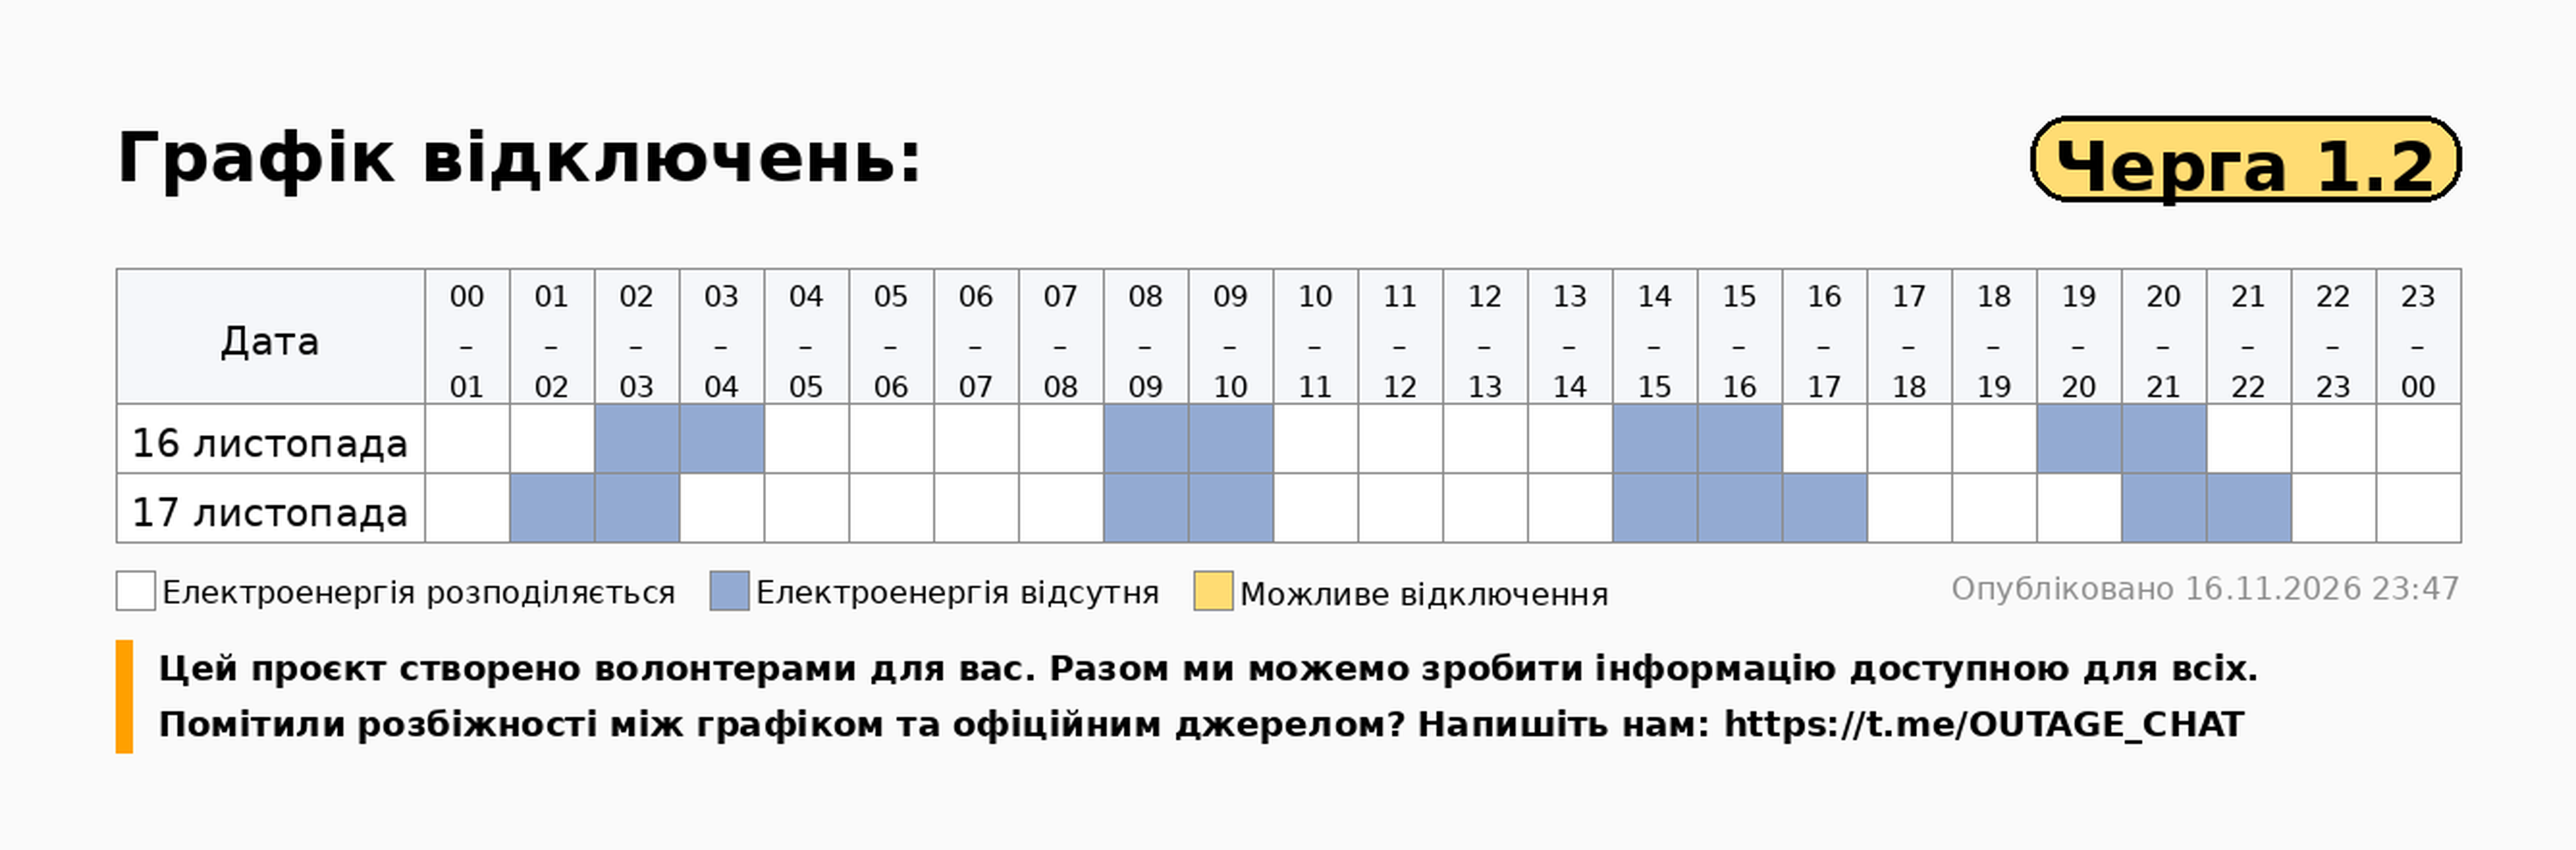 Графік відключень:
Черга 1.2
Дата
00 – 01
01 – 02
02 – 03
03 – 04
04 – 05
05 – 06
06 – 07
07 – 08
08 – 09
09 – 10
10 – 11
11 – 12
12 – 13
13 – 14
14 – 15
15 – 16
16 – 17
17 – 18
18 – 19
19 – 20
20 – 21
21 – 22
22 – 23
23 – 00
16 листопада
17 листопада
Електроенергія розподіляється
Електроенергія відсутня
Можливе відключення
Опубліковано 16.11.2026 23:47
Цей проєкт створено волонтерами для вас. Разом ми можемо зробити інформацію доступною для всіх.
Помітили розбіжності між графіком та офіційним джерелом? Напишіть нам: https://t.me/OUTAGE_CHAT